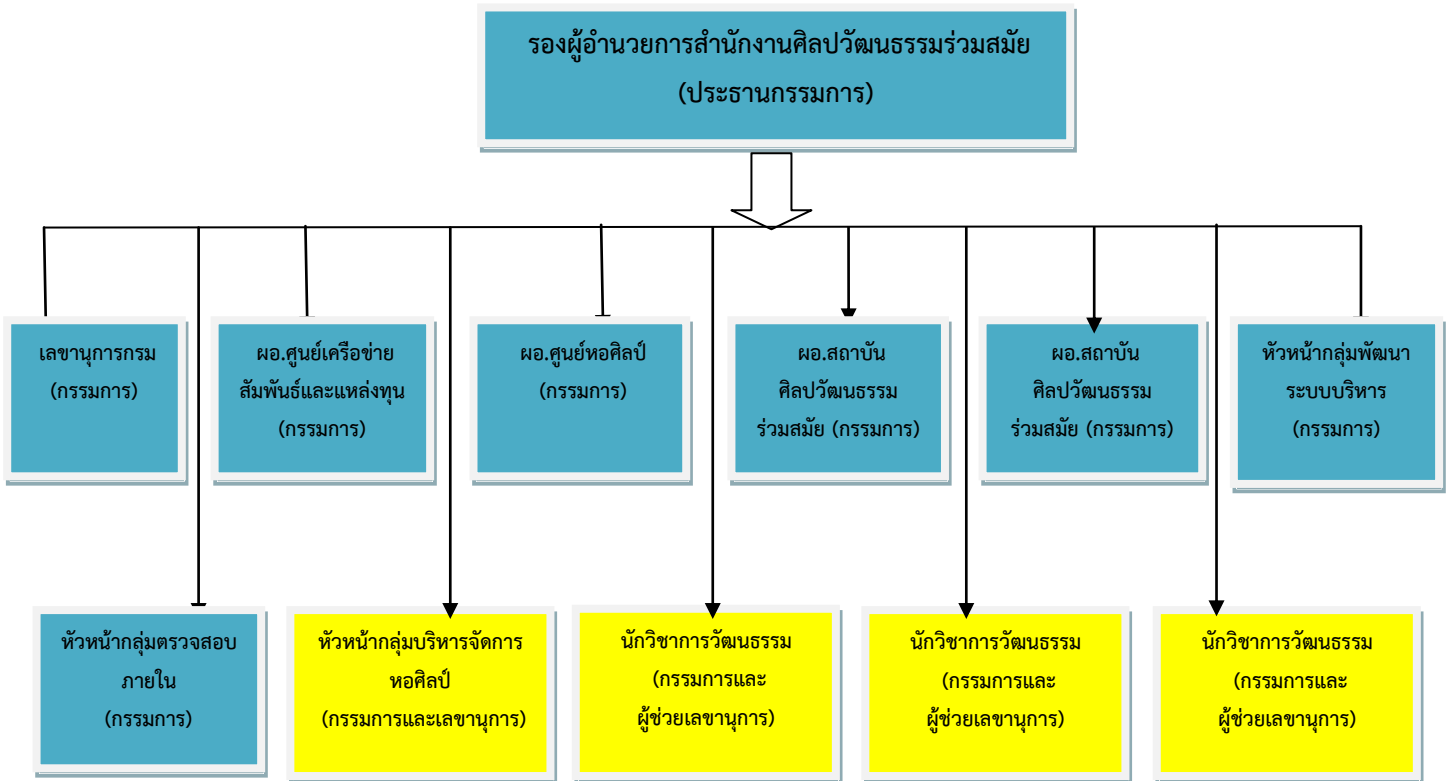 รองผู้อำนวยการสำนักงานศิลปวัฒนธรรมร่วมสมัย
(ประธานกรรมการ)
เลขานุการกรม
(กรรมการ)
ผอ.ศูนย์เครือข่าย
สัมพันธ์และแหล่งทุน
(กรรมการ)
ผอ.ศูนย์หอศิลป์
(กรรมการ)
ผอ.สถาบัน
ศิลปวัฒนธรรม
ร่วมสมัย (กรรมการ)
ผอ.สถาบัน
ศิลปวัฒนธรรม
ร่วมสมัย (กรรมการ)
หัวหน้ากลุ่มพัฒนา
ระบบบริหาร
(กรรมการ)
หัวหน้ากลุ่มตรวจสอบ
ภายใน
(กรรมการ)
หัวหน้ากลุ่มบริหารจัดการ
หอศิลป์
(กรรมการและเลขานุการ)
นักวิชาการวัฒนธรรม
(กรรมการและ
ผู้ช่วยเลขานุการ)
นักวิชาการวัฒนธรรม
(กรรมการและ
ผู้ช่วยเลขานุการ)
นักวิชาการวัฒนธรรม
(กรรมการและ
ผู้ช่วยเลขานุการ)